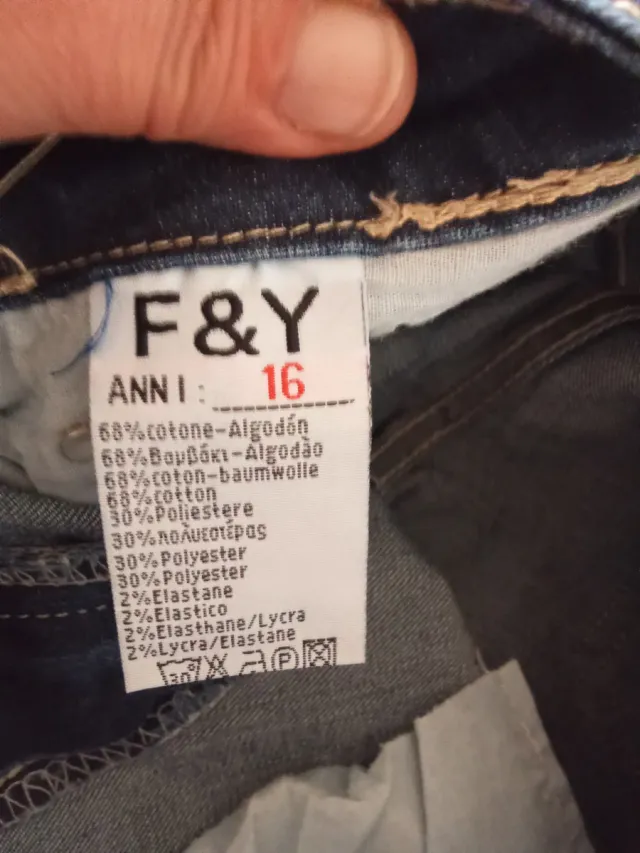 F&Y
ANNI: 16
68%cotone-Algodón
68%Βαμβάκι-Algodão
68%coton-baumwolle
68%cotton
30%Poliestere
30%πολυεστέρας
30%Polyester
30%Polyester
2%Elastane
2%Elastico
2%Elasthane/Lycra
2%Lycra/Elastane
30° P